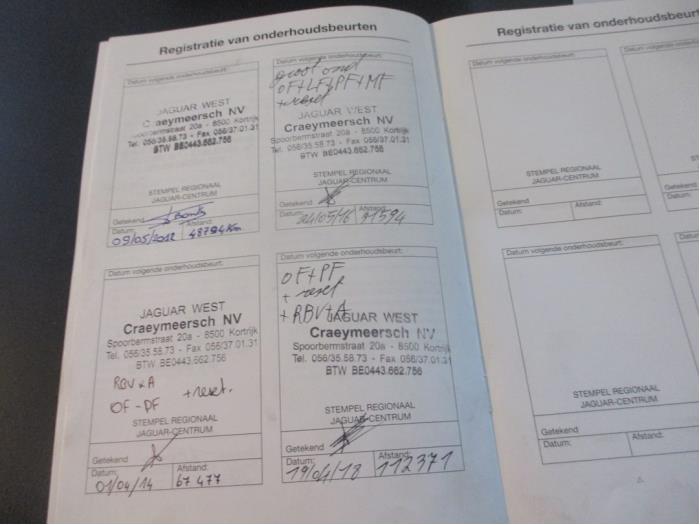 Registratie van onderhoudsbeurten
Datum volgende onderhoudsbeurt:
JAGUAR WEST
Craeymeersch NV
Spoorbermstraat 20a - 8500 Kortrijk
Tel. 056/35.58.73 - Fax 056/37.01.31
BTW BE0443.662.756
STEMPEL REGIONAAL
JAGUAR-CENTRUM
Getekend
Datum:
Afstand:
09/05/2012
48794 Km
Datum volgende onderhoudsbeurt:
groot ond
OF+LF+PF+MF
+ reset
JAGUAR WEST
Craeymeersch NV
Spoorbermstraat 20a - 8500 Kortrijk
Tel. 056/35.58.73 - Fax 056/37.01.31
BTW BE0443.662.756
STEMPEL REGIONAAL
JAGUAR-CENTRUM
Getekend
Datum:
Afstand:
24/05/16
91594
Datum volgende onderhoudsbeurt:
JAGUAR WEST
Craeymeersch NV
Spoorbermstraat 20a - 8500 Kortrijk
Tel. 056/35.58.73 - Fax 056/37.01.31
BTW BE0443.662.756
RBV+A
+ reset.
OF-PF
STEMPEL REGIONAAL
JAGUAR-CENTRUM
Getekend
Datum:
Afstand:
01/04/14
67 477
Datum volgende onderhoudsbeurt:
OF+PF
+ reset
+ RBV+A
JAGUAR WEST
Craeymeersch NV
Spoorbermstraat 20a - 8500 Kortrijk
Tel. 056/35.58.73 - Fax 056/37.01.31
BTW BE0443.662.756
STEMPEL REGIONAAL
JAGUAR-CENTRUM
Getekend
Datum:
Afstand:
19/04/18
112371
Registratie van onderhoudsbeurt
Datum volgende onderhoudsbeurt:
STEMPEL REGIONAAL
JAGUAR-CENTRUM
Getekend
Datum:
Afstand:
Datum volgende onderhoudsbeurt:
STEMPEL REGIONAAL
JAGUAR-CENTRUM
Getekend
Datum:
Afstand: